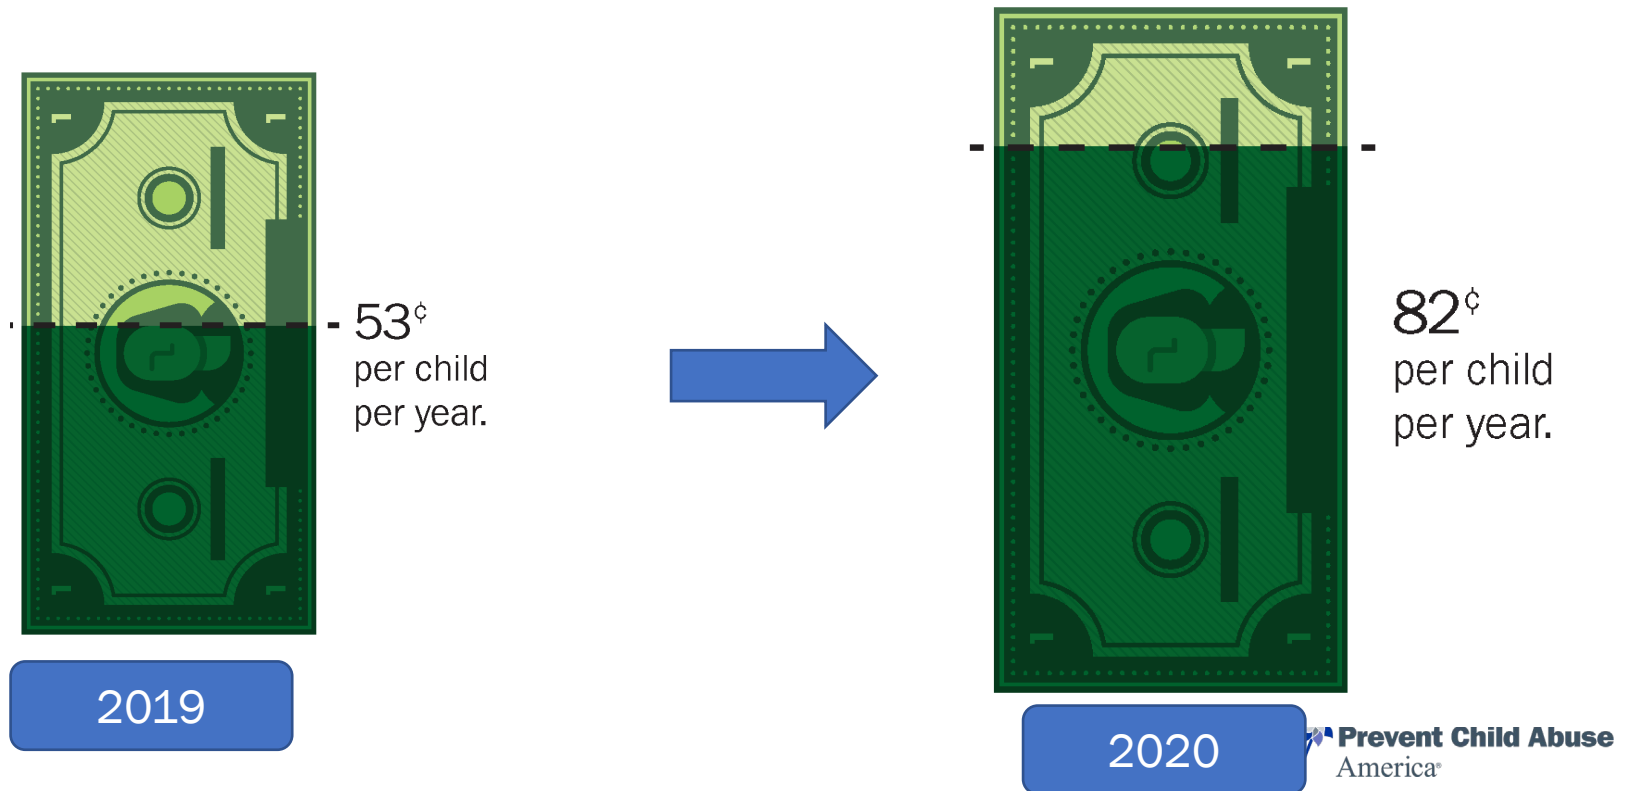 53¢
per child
per year.
2019
82¢
per child
per year.
2020
Prevent Child Abuse
America®